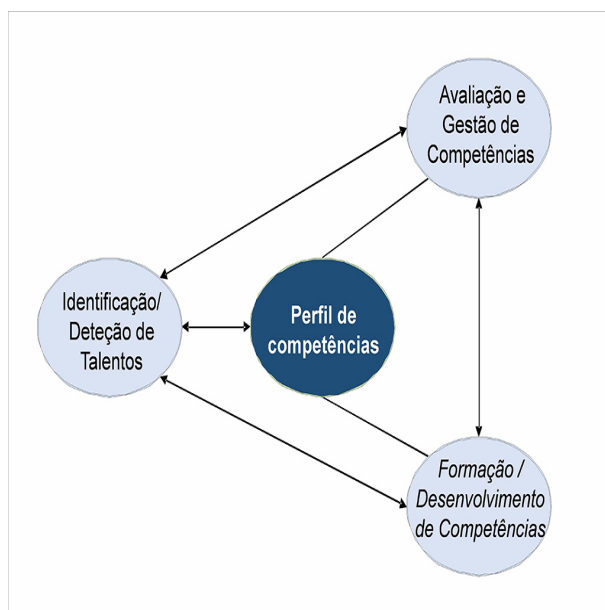 Avaliação e
Gestão de
Competências
Identificação/
Deteção de
Talentos
Perfil de
competências
Formação /
Desenvolvimento
de Competências